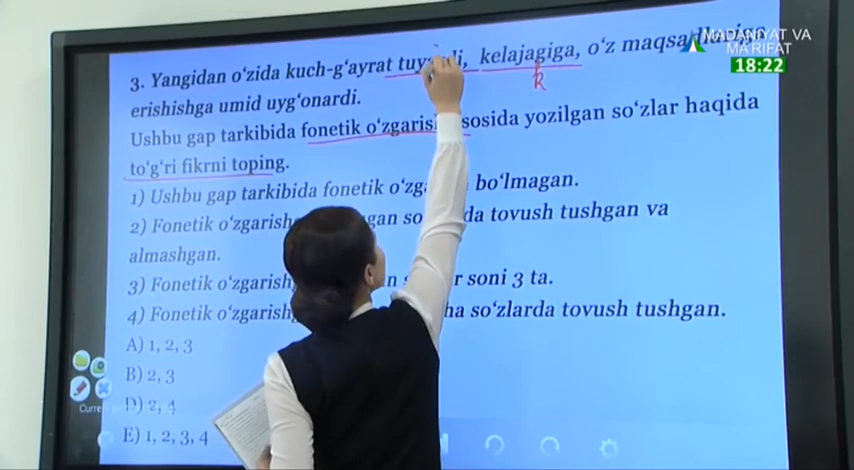 MADANIYAT VA
MA'RIFAT
18:22
3. Yangidan o‘zida kuch-g‘ayrat kelajagiga, o‘z
k
erishishga umid uyg‘onardi.
Ushbu gap tarkibida fonetik yozilgan so‘zlar haqida
to‘g‘ri fikrni toping.
1) Ushbu gap tarkibida fonetik bo‘lmagan.
2) Fonetik tovush tushgan va
almashgan.
3) Fonetik soni 3 ta.
4) Fonetik so‘zlarda tovush tushgan.
A) 1, 2, 3
B) 2, 3
D) 2, 4
E) 1, 2, 3, 4